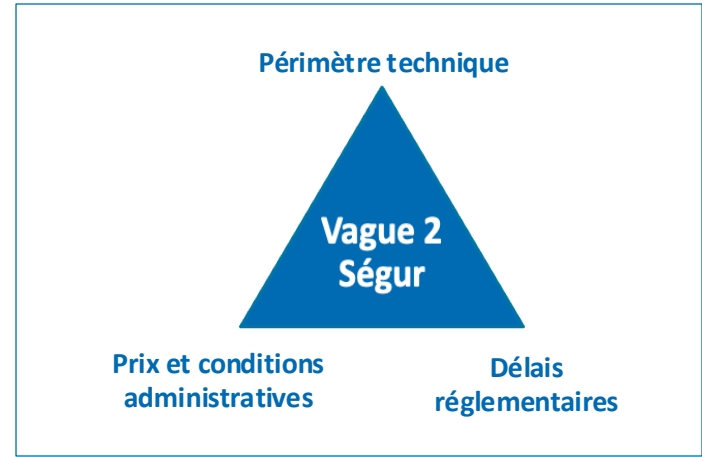 Périmètre technique
Vague 2
Ségur
Prix et conditions
administratives
Délais
réglementaires